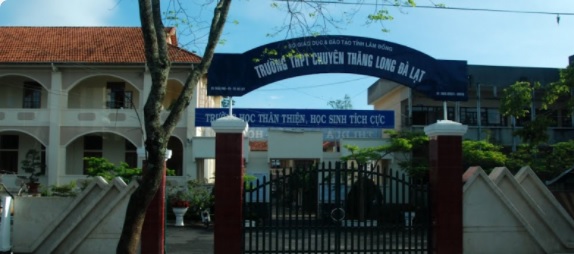 SỞ GIÁO DỤC & ĐÀO TẠO TỈNH LÂM ĐỒNG
TRƯỜNG THPT CHUYÊN THĂNG LONG ĐÀ LẠT
TRƯỜNG HỌC THÂN THIỆN, HỌC SINH TÍCH CỰC